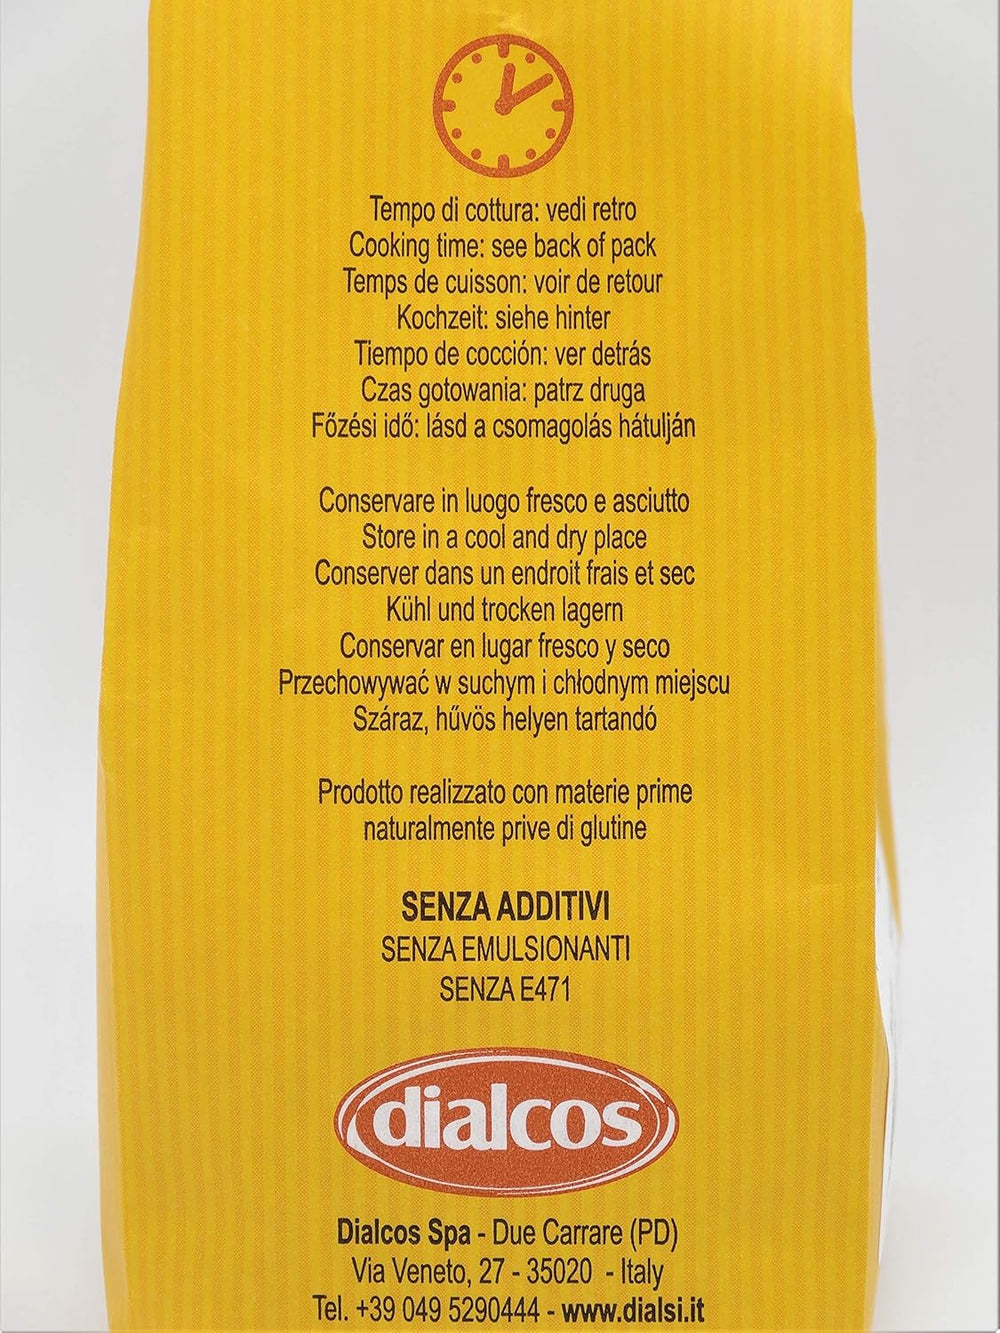 Tempo di cottura: vedi retro
Cooking time: see back of pack
Temps de cuisson: voir de retour
Kochzeit: siehe hinter
Tiempo de cocción: ver detrás
Czas gotowania: patrz druga
Főzési idő: lásd a csomagolás hátulján
Conservare in luogo fresco e asciutto
Store in a cool and dry place
Conserver dans un endroit frais et sec
Kühl und trocken lagern
Conservar en lugar fresco y seco
Przechowywać w suchym i chłodnym miejscu
Száraz, hűvös helyen tartandó
Prodotto realizzato con materie prime
naturalmente prive di glutine
SENZA ADDITIVI
SENZA EMULSIONANTI
SENZA E471
dialcos
Dialcos Spa - Due Carrare (PD)
Via Veneto, 27 - 35020 - Italy
Tel. +39 049 5290444 - www.dialsi.it